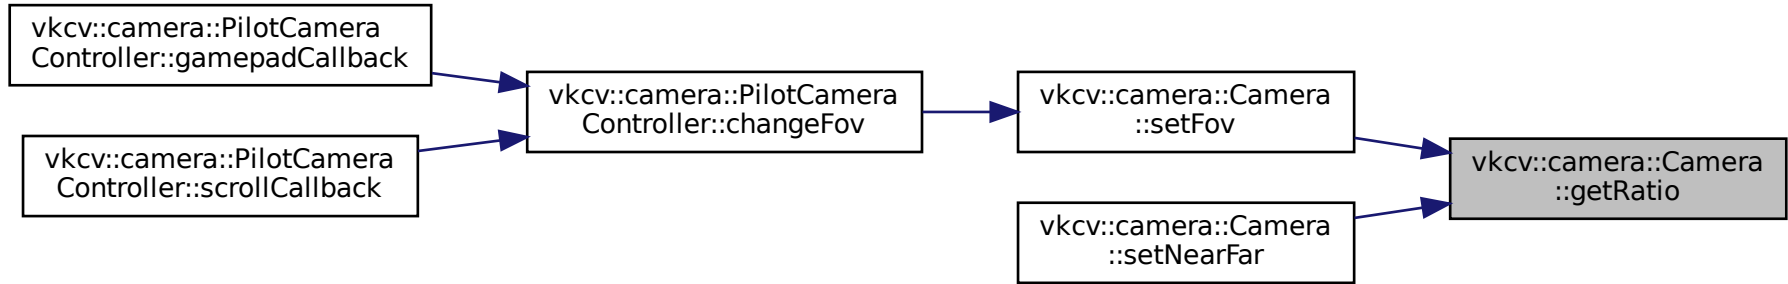 vkcv::camera::PilotCamera
Controller::gamepadCallback
vkcv::camera::PilotCamera
Controller::scrollCallback
vkcv::camera::PilotCamera
Controller::changeFov
vkcv::camera::Camera
::setFov
vkcv::camera::Camera
::setNearFar
vkcv::camera::Camera
::getRatio